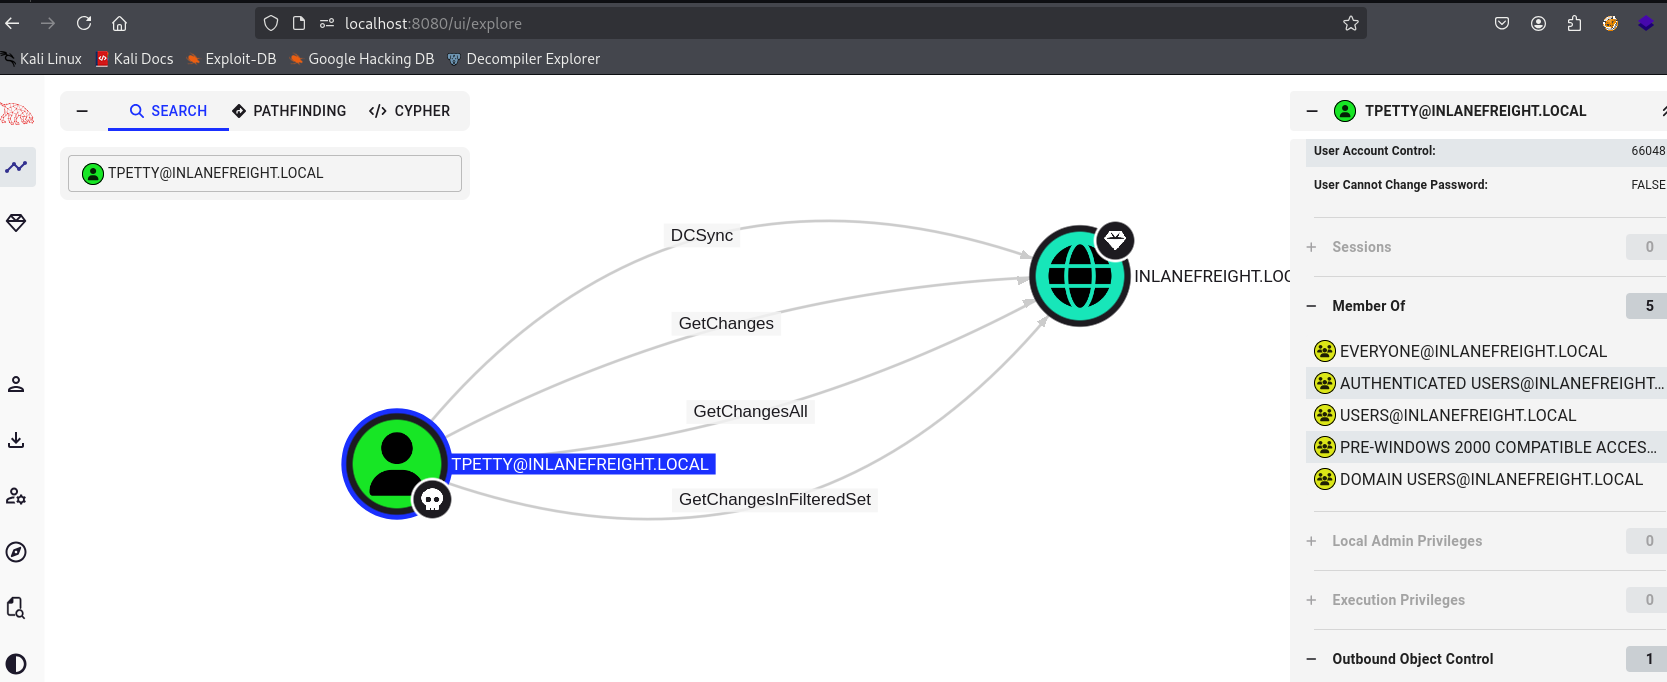 localhost:8080/ui/explore
Kali Linux Kali Docs Exploit-DB Google Hacking DB Decompiler Explorer
SEARCH PATHFINDING CYPHER
TPETTY@INLANEFREIGHT.LOCAL
DCSync
GetChanges
GetChangesAll
GetChangesInFilteredSet
TPETTY@INLANEFREIGHT.LOCAL
INLANEFREIGHT.LOC
TPETTY@INLANEFREIGHT.LOCAL
User Account Control: 66048
User Cannot Change Password: FALSE
Sessions 0
Member Of 5
EVERYONE@INLANEFREIGHT.LOCAL
AUTHENTICATED USERS@INLANEFREIGHT...
USERS@INLANEFREIGHT.LOCAL
PRE-WINDOWS 2000 COMPATIBLE ACCES...
DOMAIN USERS@INLANEFREIGHT.LOCAL
Local Admin Privileges 0
Execution Privileges 0
Outbound Object Control 1